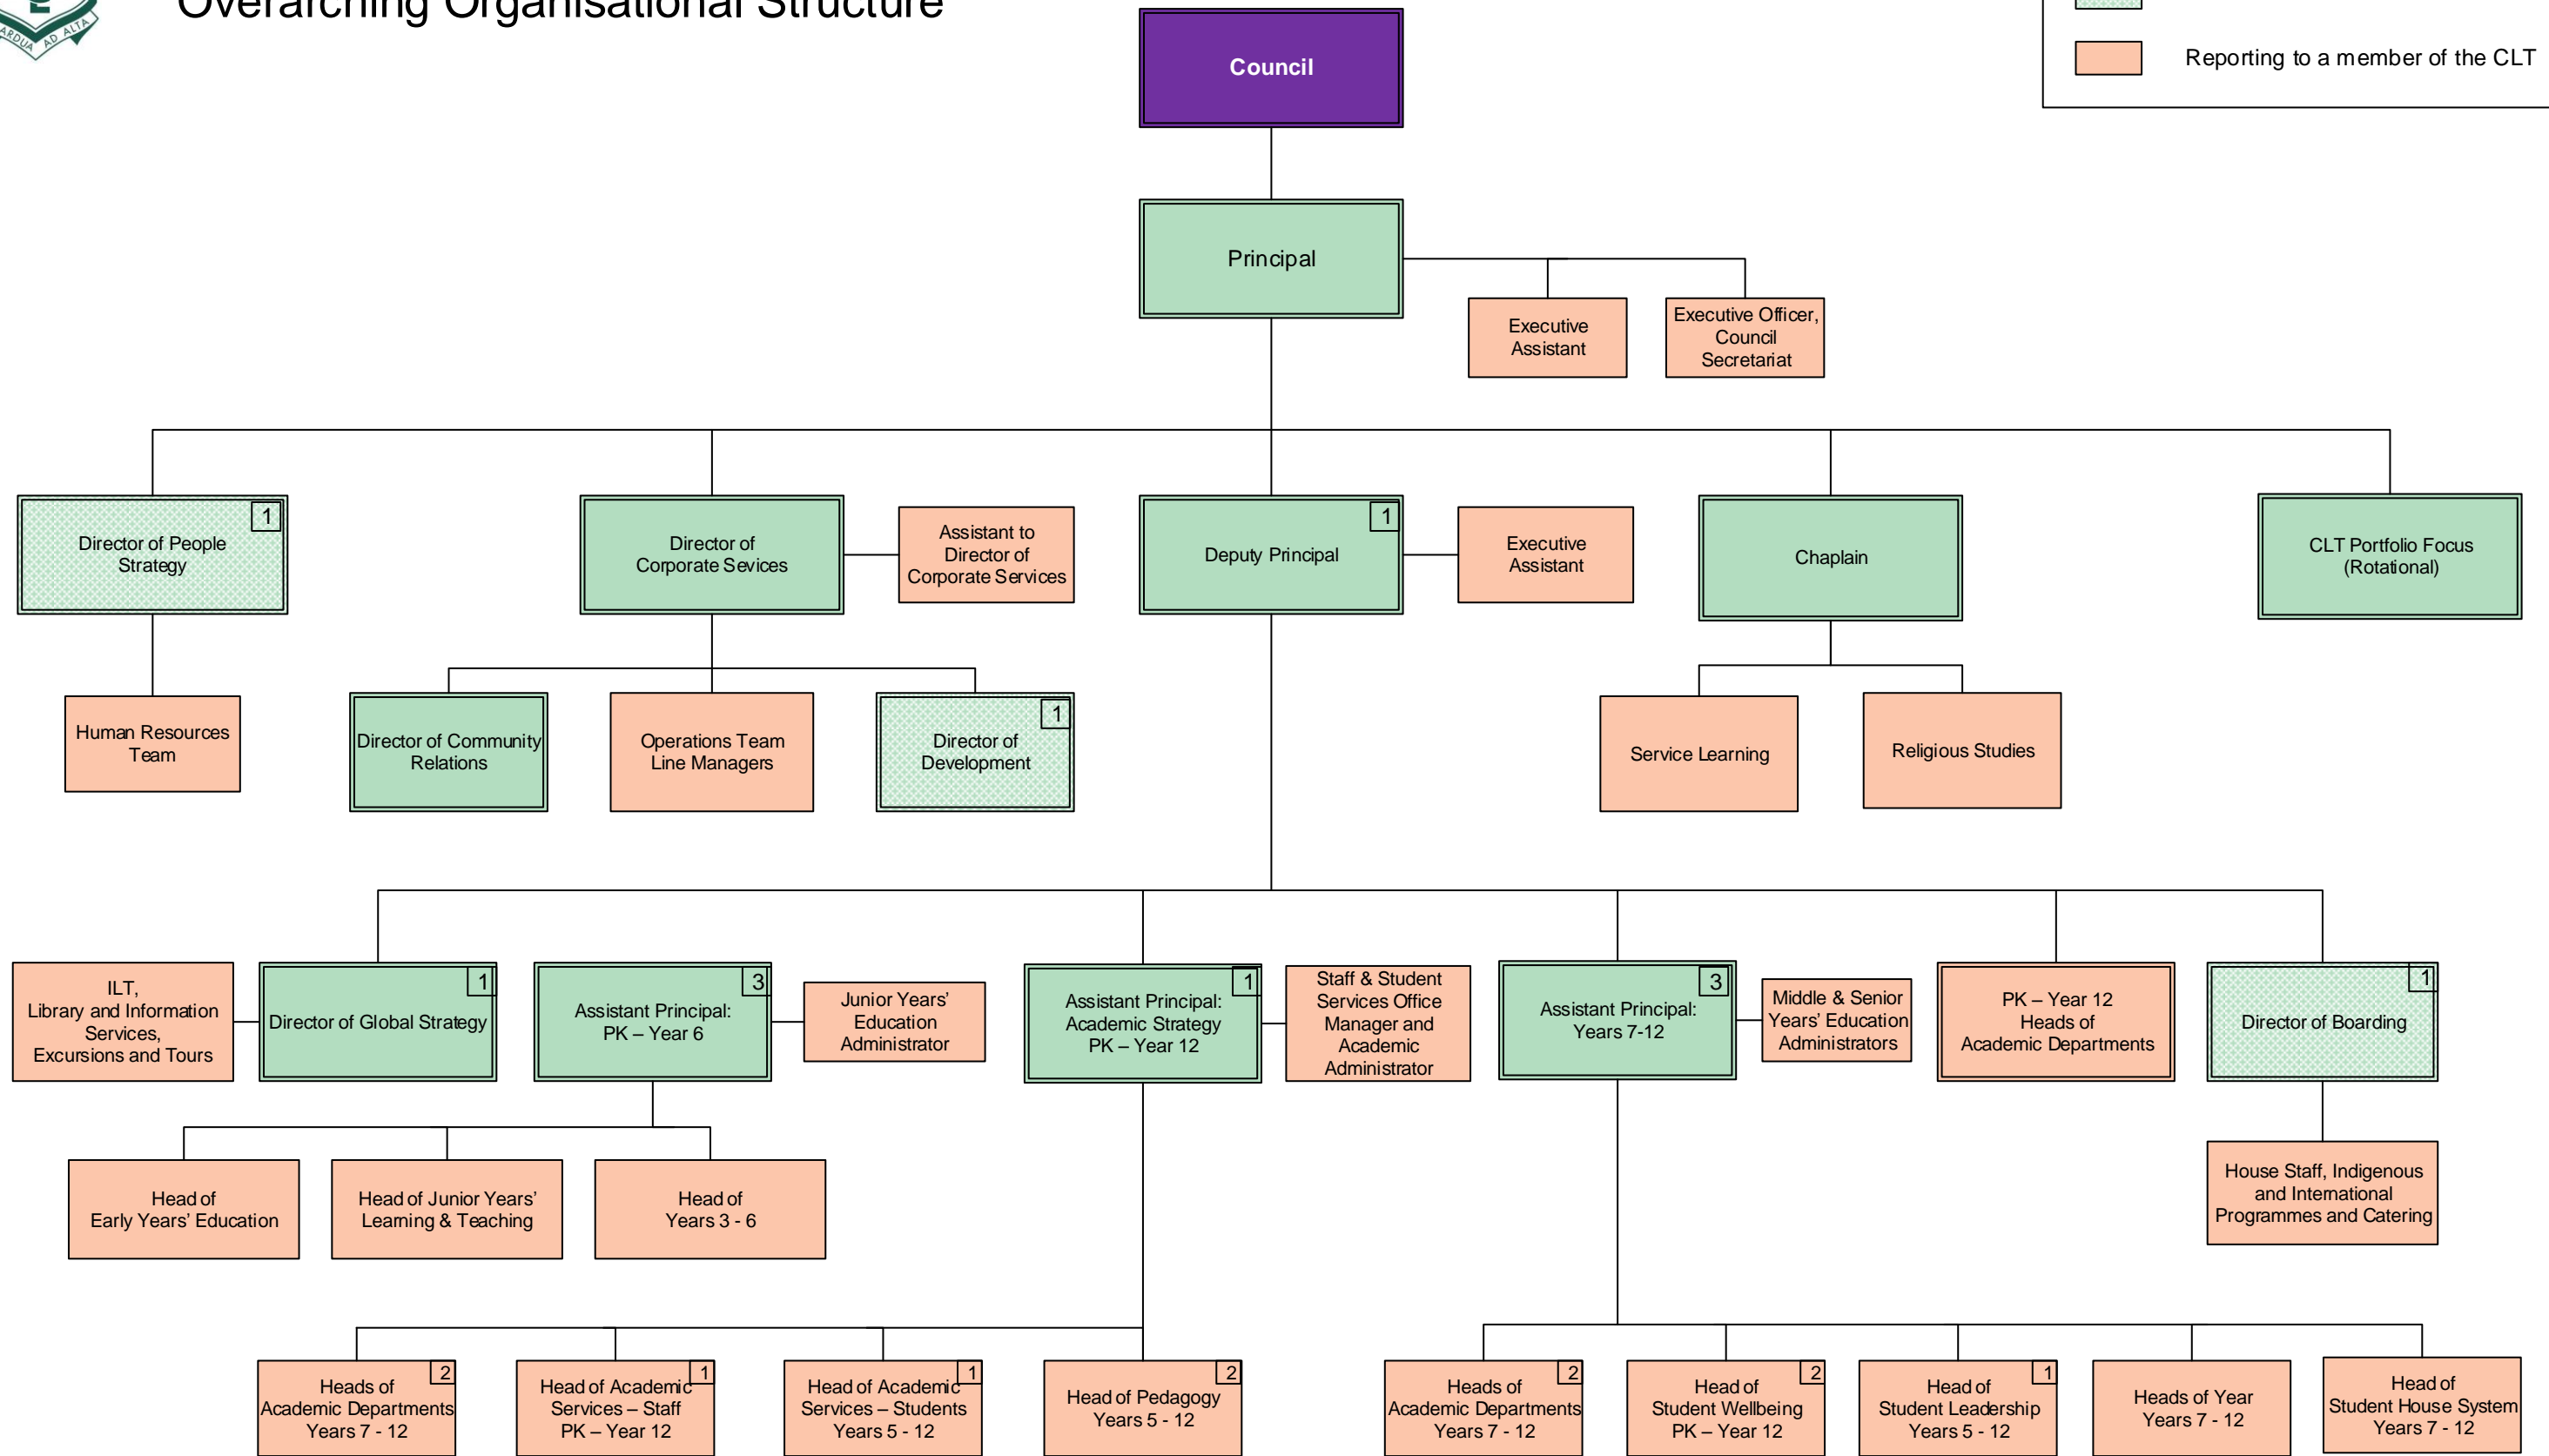 Overarching Organisational Structure
ARDUA AD ALTA
Reporting to a member of the CLT
Council
Principal
Executive
Assistant
Executive Officer,
Council
Secretariat
1
Director of People
Strategy
Director of
Corporate Sevices
Assistant to
Director of
Corporate Services
1
Deputy Principal
Executive
Assistant
Chaplain
CLT Portfolio Focus
(Rotational)
Human Resources
Team
Director of Community
Relations
Operations Team
Line Managers
1
Director of
Development
Service Learning
Religious Studies
ILT,
Library and Information
Services,
Excursions and Tours
1
Director of Global Strategy
3
Assistant Principal:
PK – Year 6
Junior Years’
Education
Administrator
1
Assistant Principal:
Academic Strategy
PK – Year 12
Staff & Student
Services Office
Manager and
Academic
Administrator
3
Assistant Principal:
Years 7-12
Middle & Senior
Years’ Education
Administrators
PK – Year 12
Heads of
Academic Departments
1
Director of Boarding
Head of
Early Years’ Education
Head of Junior Years’
Learning & Teaching
Head of
Years 3 - 6
House Staff, Indigenous
and International
Programmes and Catering
2
Heads of
Academic Departments
Years 7 - 12
1
Head of Academic
Services – Staff
PK – Year 12
1
Head of Academic
Services – Students
Years 5 - 12
2
Head of Pedagogy
Years 5 - 12
2
Heads of
Academic Departments
Years 7 - 12
2
Head of
Student Wellbeing
PK – Year 12
1
Head of
Student Leadership
Years 5 - 12
Heads of Year
Years 7 - 12
Head of
Student House System
Years 7 - 12